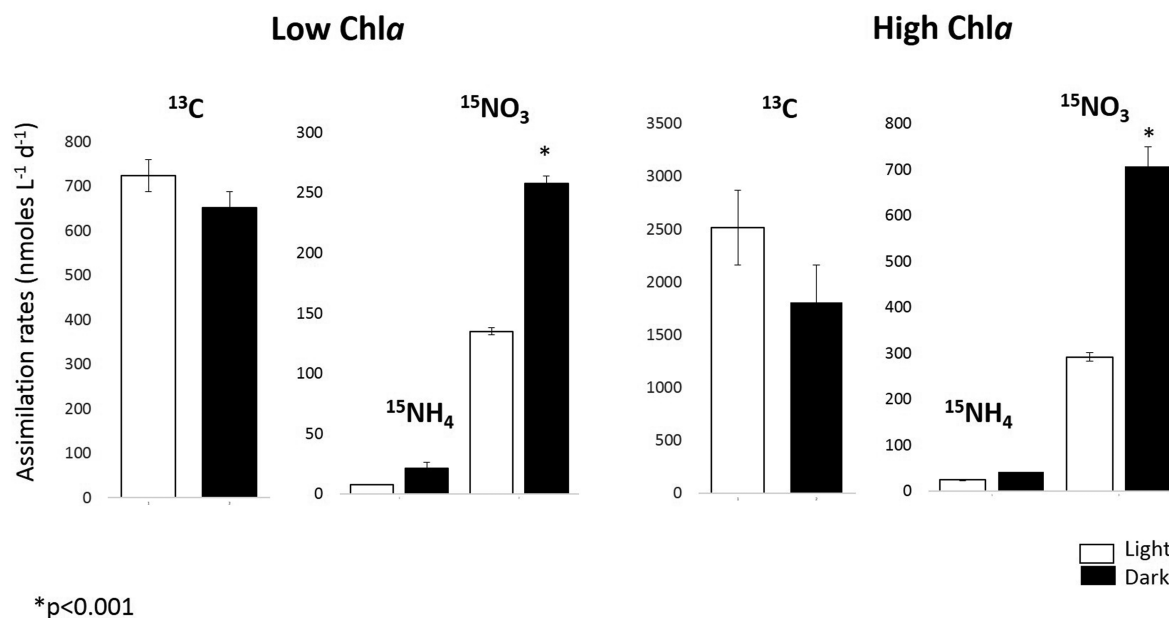 Low Chla
High Chla
¹³C
¹⁵NO₃
¹³C
¹⁵NO₃
Assimilation rates (nmoles L⁻¹ d⁻¹)
800
700
600
500
400
300
200
100
0
300
250
200
150
100
50
0
*
¹⁵NH₄
3500
3000
2500
2000
1500
1000
500
0
800
700
600
500
400
300
200
100
0
*
¹⁵NH₄
Light
Dark
*p<0.001